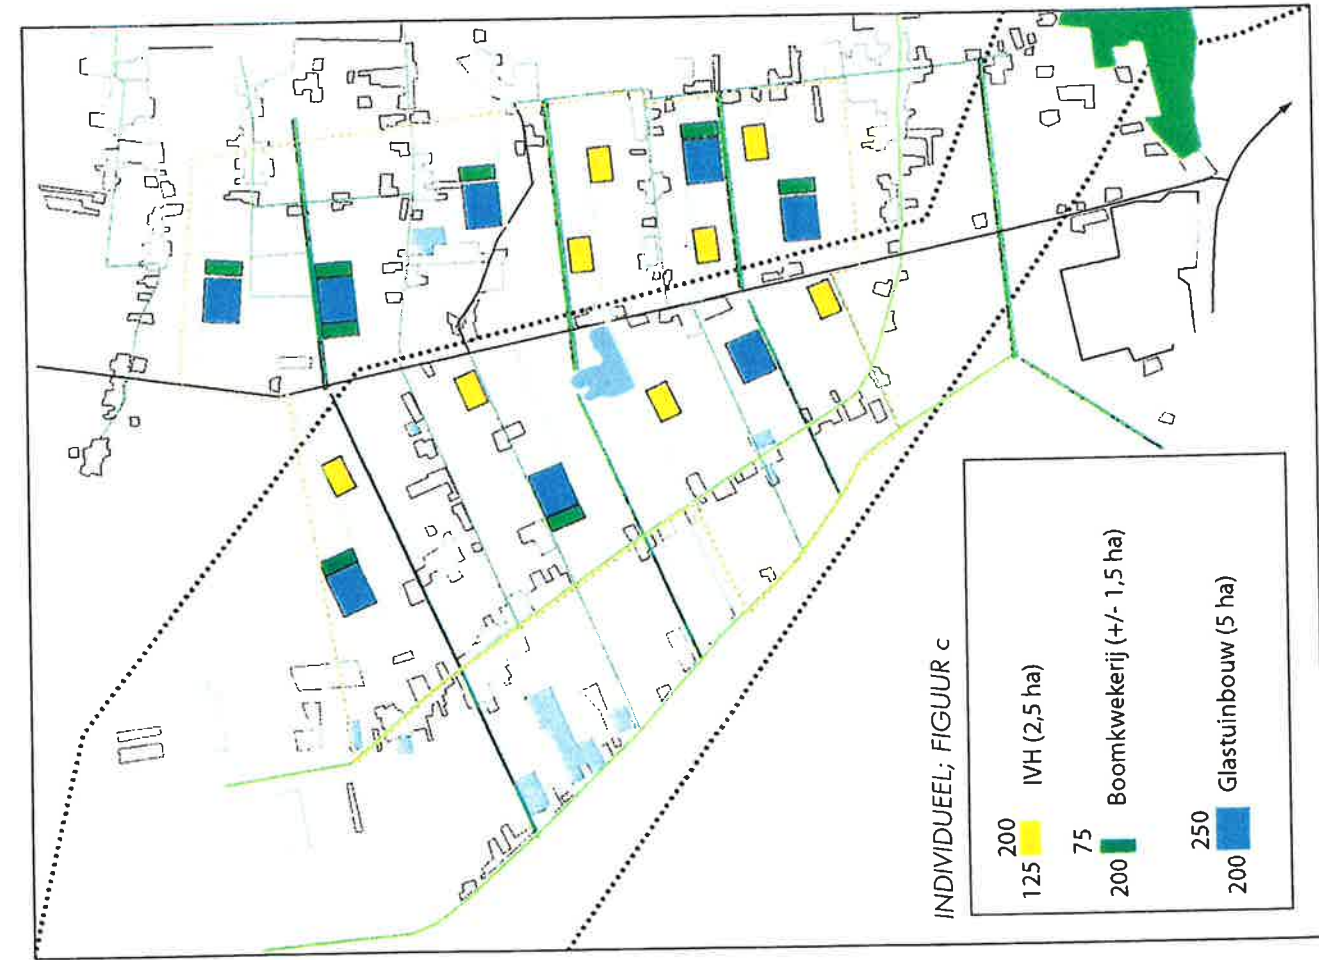 INDIVIDUEEL; FIGUUR c
200
125 IVH (2,5 ha)
75
200 Boomkwekerij (+/- 1,5 ha)
250
200 Glastuinbouw (5 ha)